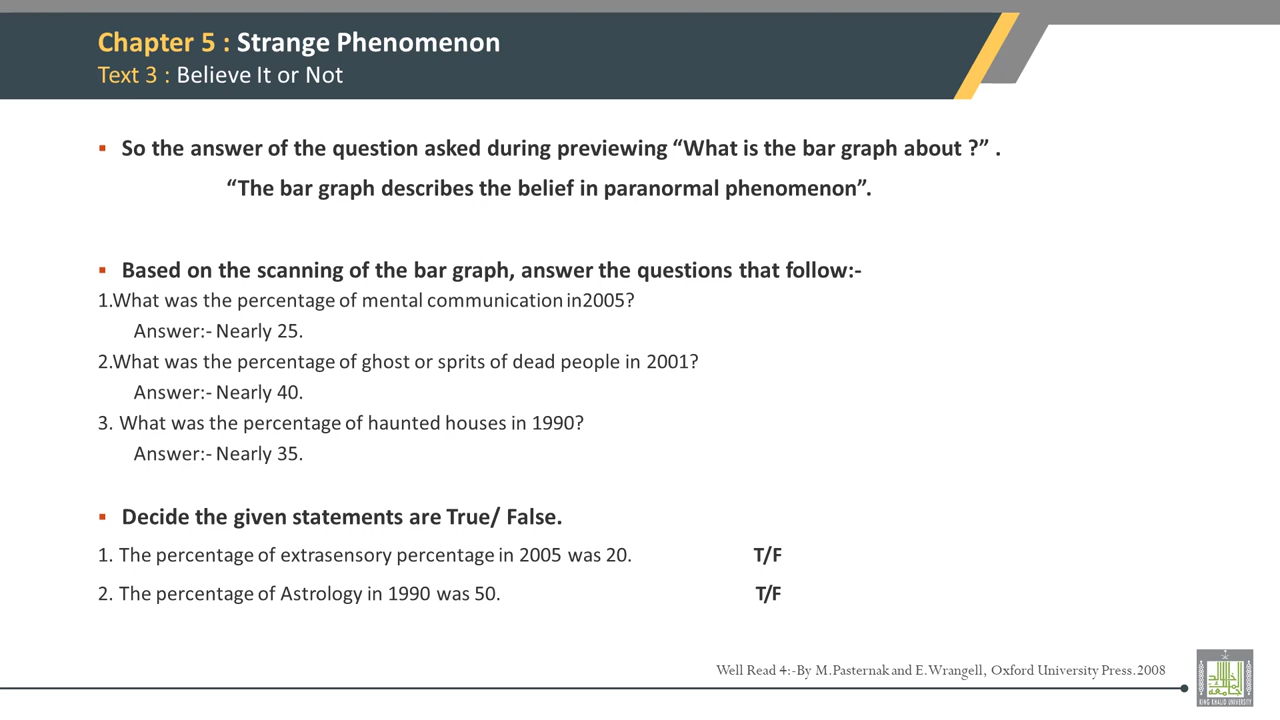 Chapter 5 : Strange Phenomenon
Text 3 : Believe It or Not
▪ So the answer of the question asked during previewing “What is the bar graph about ?” .
“The bar graph describes the belief in paranormal phenomenon”.
▪ Based on the scanning of the bar graph, answer the questions that follow:-
1.What was the percentage of mental communication in2005?
Answer:- Nearly 25.
2.What was the percentage of ghost or sprits of dead people in 2001?
Answer:- Nearly 40.
3. What was the percentage of haunted houses in 1990?
Answer:- Nearly 35.
▪ Decide the given statements are True/ False.
1. The percentage of extrasensory percentage in 2005 was 20. T/F
2. The percentage of Astrology in 1990 was 50. T/F
Well Read 4:-By M.Pasternak and E.Wrangell, Oxford University Press.2008
KING KHALID UNIVERSITY